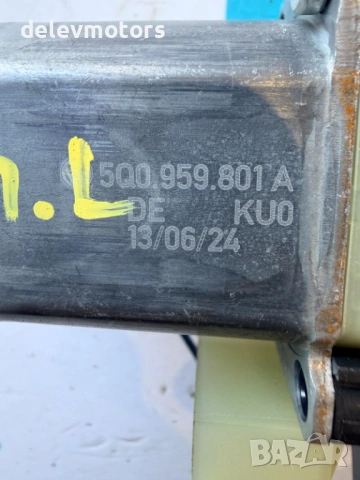 delevmotors
5Q0.959.801 A
DE KU0
13/06/24
n.L
BAZAR